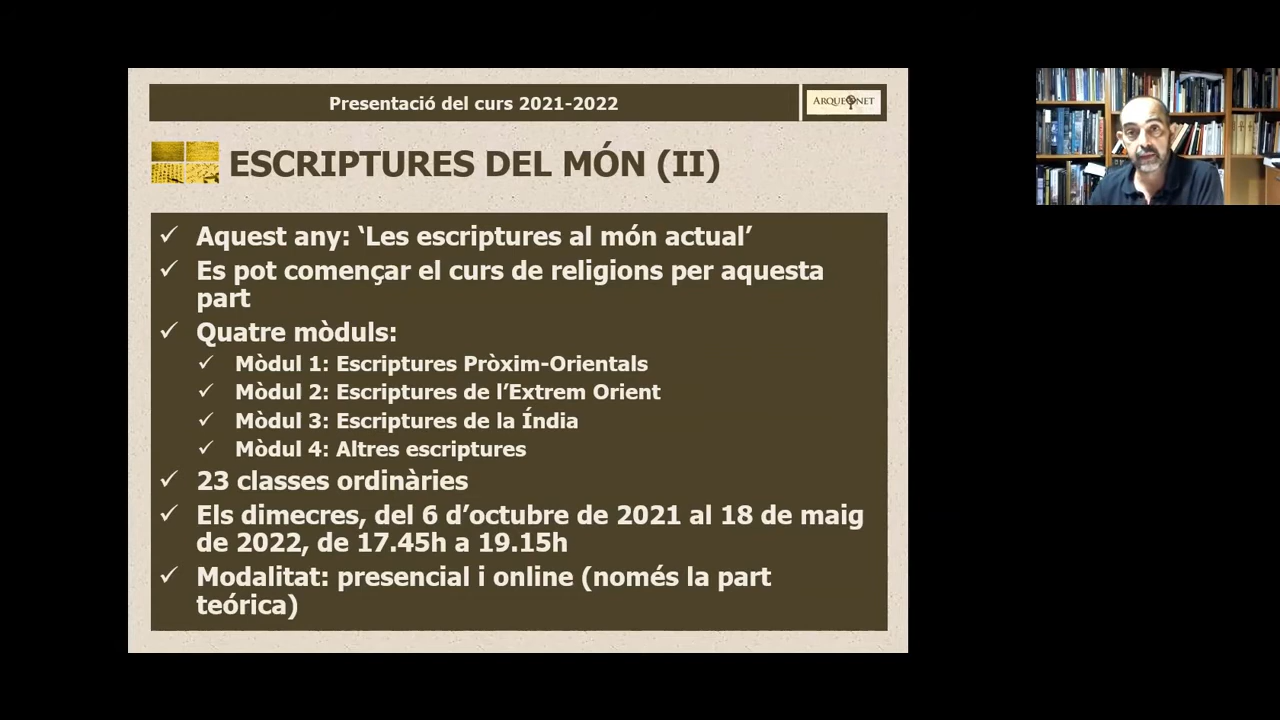 Presentació del curs 2021-2022
ARQUEONET
ESCRIPTURES DEL MÓN (II)
Aquest any: ‘Les escriptures al món actual’
Es pot començar el curs de religions per aquesta
part
Quatre mòduls:
Mòdul 1: Escriptures Pròxim-Orientals
Mòdul 2: Escriptures de l’Extrem Orient
Mòdul 3: Escriptures de la Índia
Mòdul 4: Altres escriptures
23 classes ordinàries
Els dimecres, del 6 d’octubre de 2021 al 18 de maig
de 2022, de 17.45h a 19.15h
Modalitat: presencial i online (només la part
teórica)